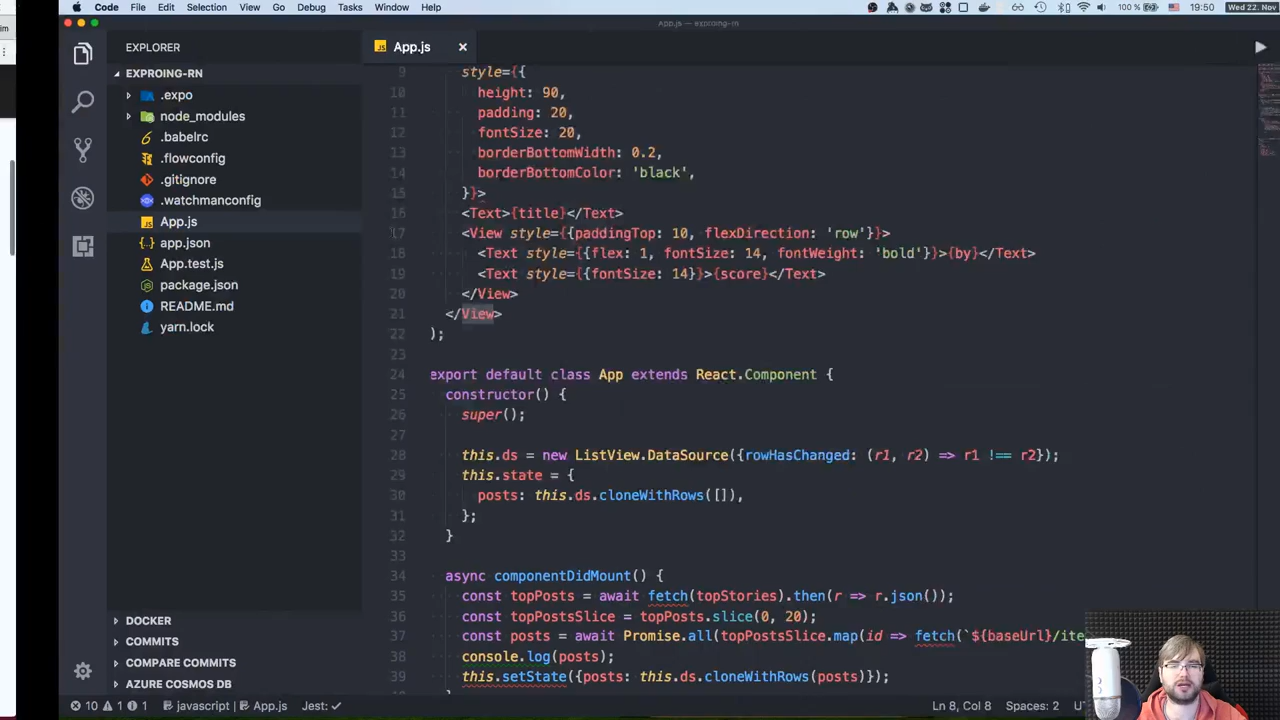 Code File Edit Selection View Go Debug Tasks Window Help 100 % Wed 22. Nov 19:50
App.js — exproing-rn
EXPLORER
App.js
EXPROING-RN
.expo
node_modules
.babelrc
.flowconfig
.gitignore
.watchmanconfig
App.js
app.json
App.test.js
package.json
README.md
yarn.lock
DOCKER
COMMITS
COMPARE COMMITS
AZURE COSMOS DB
9 style={{
10 height: 90,
11 padding: 20,
12 fontSize: 20,
13 borderBottomWidth: 0.2,
14 borderBottomColor: 'black',
15 }}>
16 <Text>{title}</Text>
17 <View style={{paddingTop: 10, flexDirection: 'row'}}>
18 <Text style={{flex: 1, fontSize: 14, fontWeight: 'bold'}}>{by}</Text>
19 <Text style={{fontSize: 14}}>{score}</Text>
20 </View>
21 </View>
22 );
23
24 export default class App extends React.Component {
25 constructor() {
26 super();
27
28 this.ds = new ListView.DataSource({rowHasChanged: (r1, r2) => r1 !== r2});
29 this.state = {
30 posts: this.ds.cloneWithRows([]),
31 };
32 }
33
34 async componentDidMount() {
35 const topPosts = await fetch(topStories).then(r => r.json());
36 const topPostsSlice = topPosts.slice(0, 20);
37 const posts = await Promise.all(topPostsSlice.map(id => fetch(`${baseUrl}/ite
38 console.log(posts);
39 this.setState({posts: this.ds.cloneWithRows(posts)});
10 1 1 javascript App.js Jest: ✓ Ln 8, Col 8 Spaces: 2